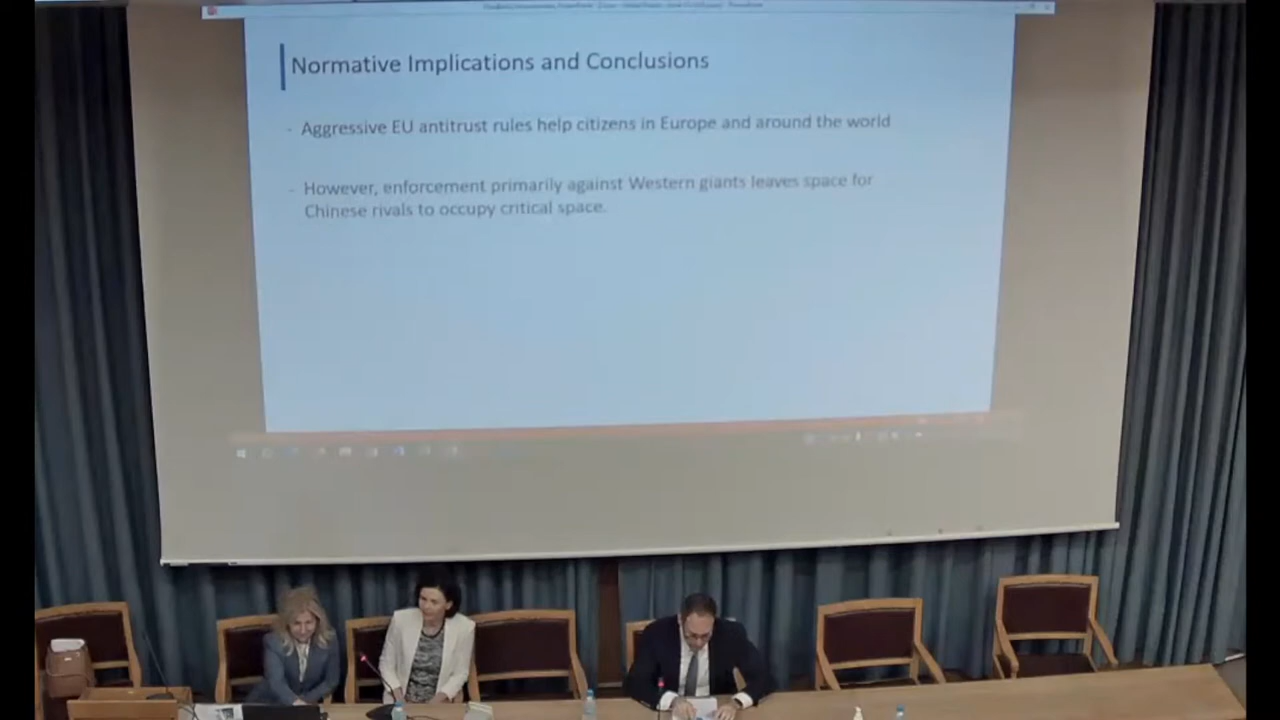 Normative Implications and Conclusions
- Aggressive EU antitrust rules help citizens in Europe and around the world
- However, enforcement primarily against Western giants leaves space for
Chinese rivals to occupy critical space.